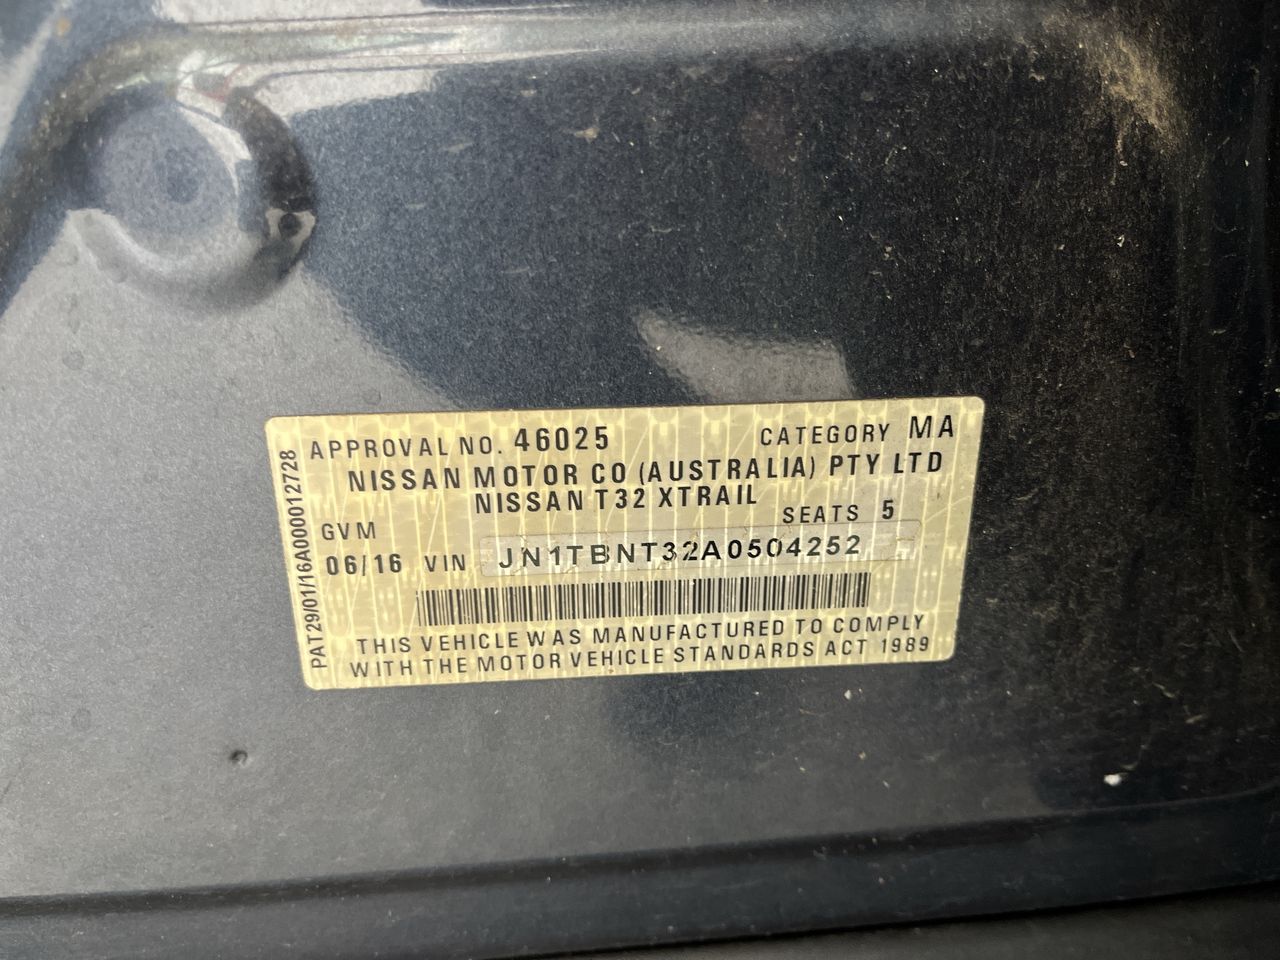 APPROVAL NO. 46025 CATEGORY MA
NISSAN MOTOR CO (AUSTRALIA) PTY LTD
NISSAN T32 XTRAIL
GVM SEATS 5
06/16 VIN JN1TBNT32A0504252
THIS VEHICLE WAS MANUFACTURED TO COMPLY
WITH THE MOTOR VEHICLE STANDARDS ACT 1989
PAT29/01/16A000012728